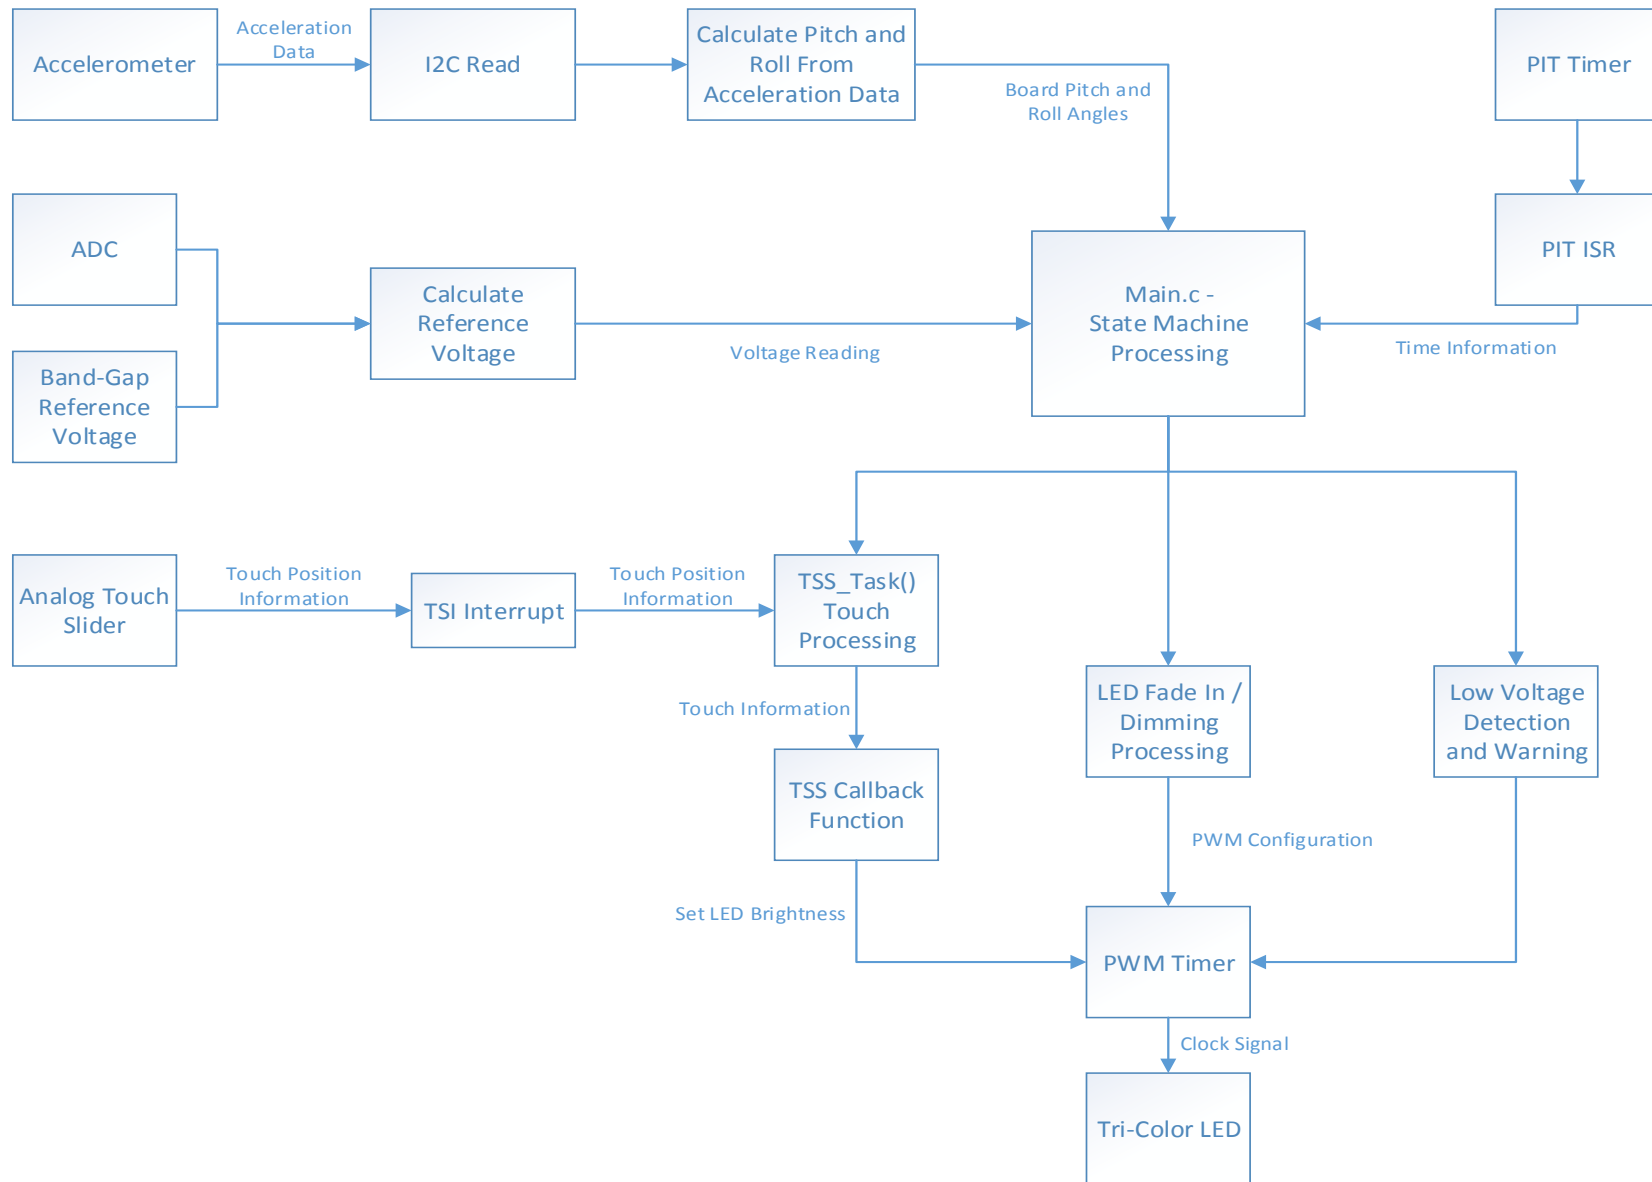 Accelerometer
Acceleration
Data
I2C Read
Calculate Pitch and
Roll From
Acceleration Data
Board Pitch and
Roll Angles
PIT Timer
ADC
Band-Gap
Reference
Voltage
Calculate
Reference
Voltage
Voltage Reading
Main.c -
State Machine
Processing
PIT ISR
Time Information
Analog Touch
Slider
Touch Position
Information
TSI Interrupt
Touch Position
Information
TSS_Task()
Touch
Processing
Touch Information
TSS Callback
Function
Set LED Brightness
LED Fade In /
Dimming
Processing
PWM Configuration
Low Voltage
Detection
and Warning
PWM Timer
Clock Signal
Tri-Color LED